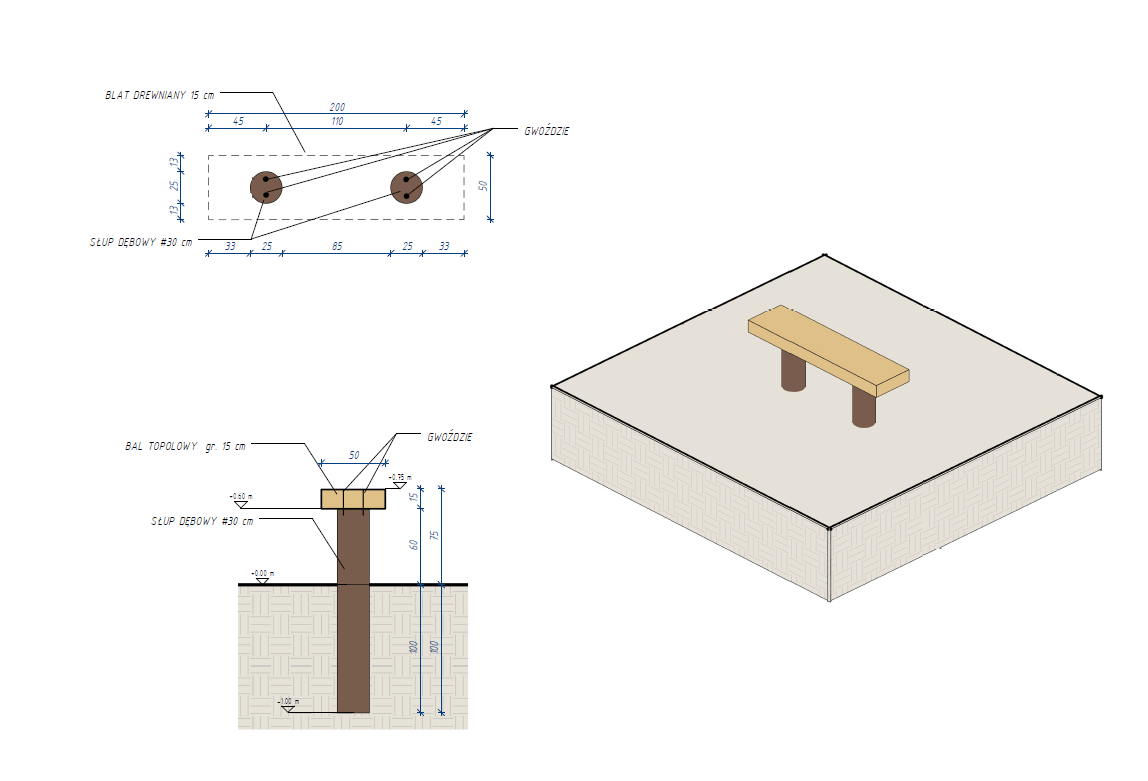 BLAT DREWNIANY 15 cm
200
45 110 45
GWOŹDZIE
13
25
13
50
SŁUP DĘBOWY #30 cm
33 25 85 25 33
BAL TOPOLOWY gr. 15 cm
GWOŹDZIE
50
+0.75 m
+0.60 m
15
SŁUP DĘBOWY #30 cm
60
75
+0.00 m
100
100
-1.00 m